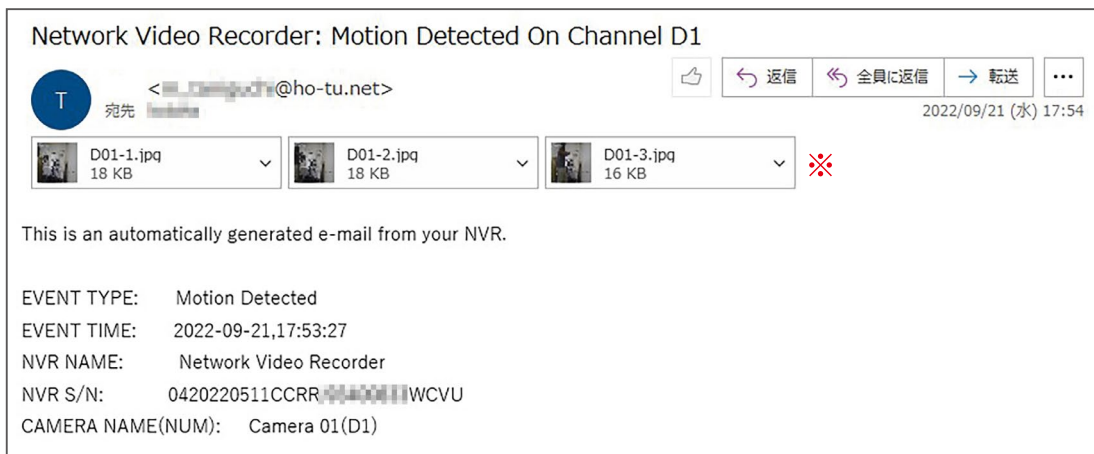 Network Video Recorder: Motion Detected On Channel D1
返信
全員に返信
転送
T
< @ho-tu.net>
宛先
2022/09/21 (水) 17:54
D01-1.jpg
18 KB
D01-2.jpg
18 KB
D01-3.jpg
16 KB
※
This is an automatically generated e-mail from your NVR.
EVENT TYPE: Motion Detected
EVENT TIME: 2022-09-21,17:53:27
NVR NAME: Network Video Recorder
NVR S/N: 0420220511CCRR WCVU
CAMERA NAME(NUM): Camera 01(D1)